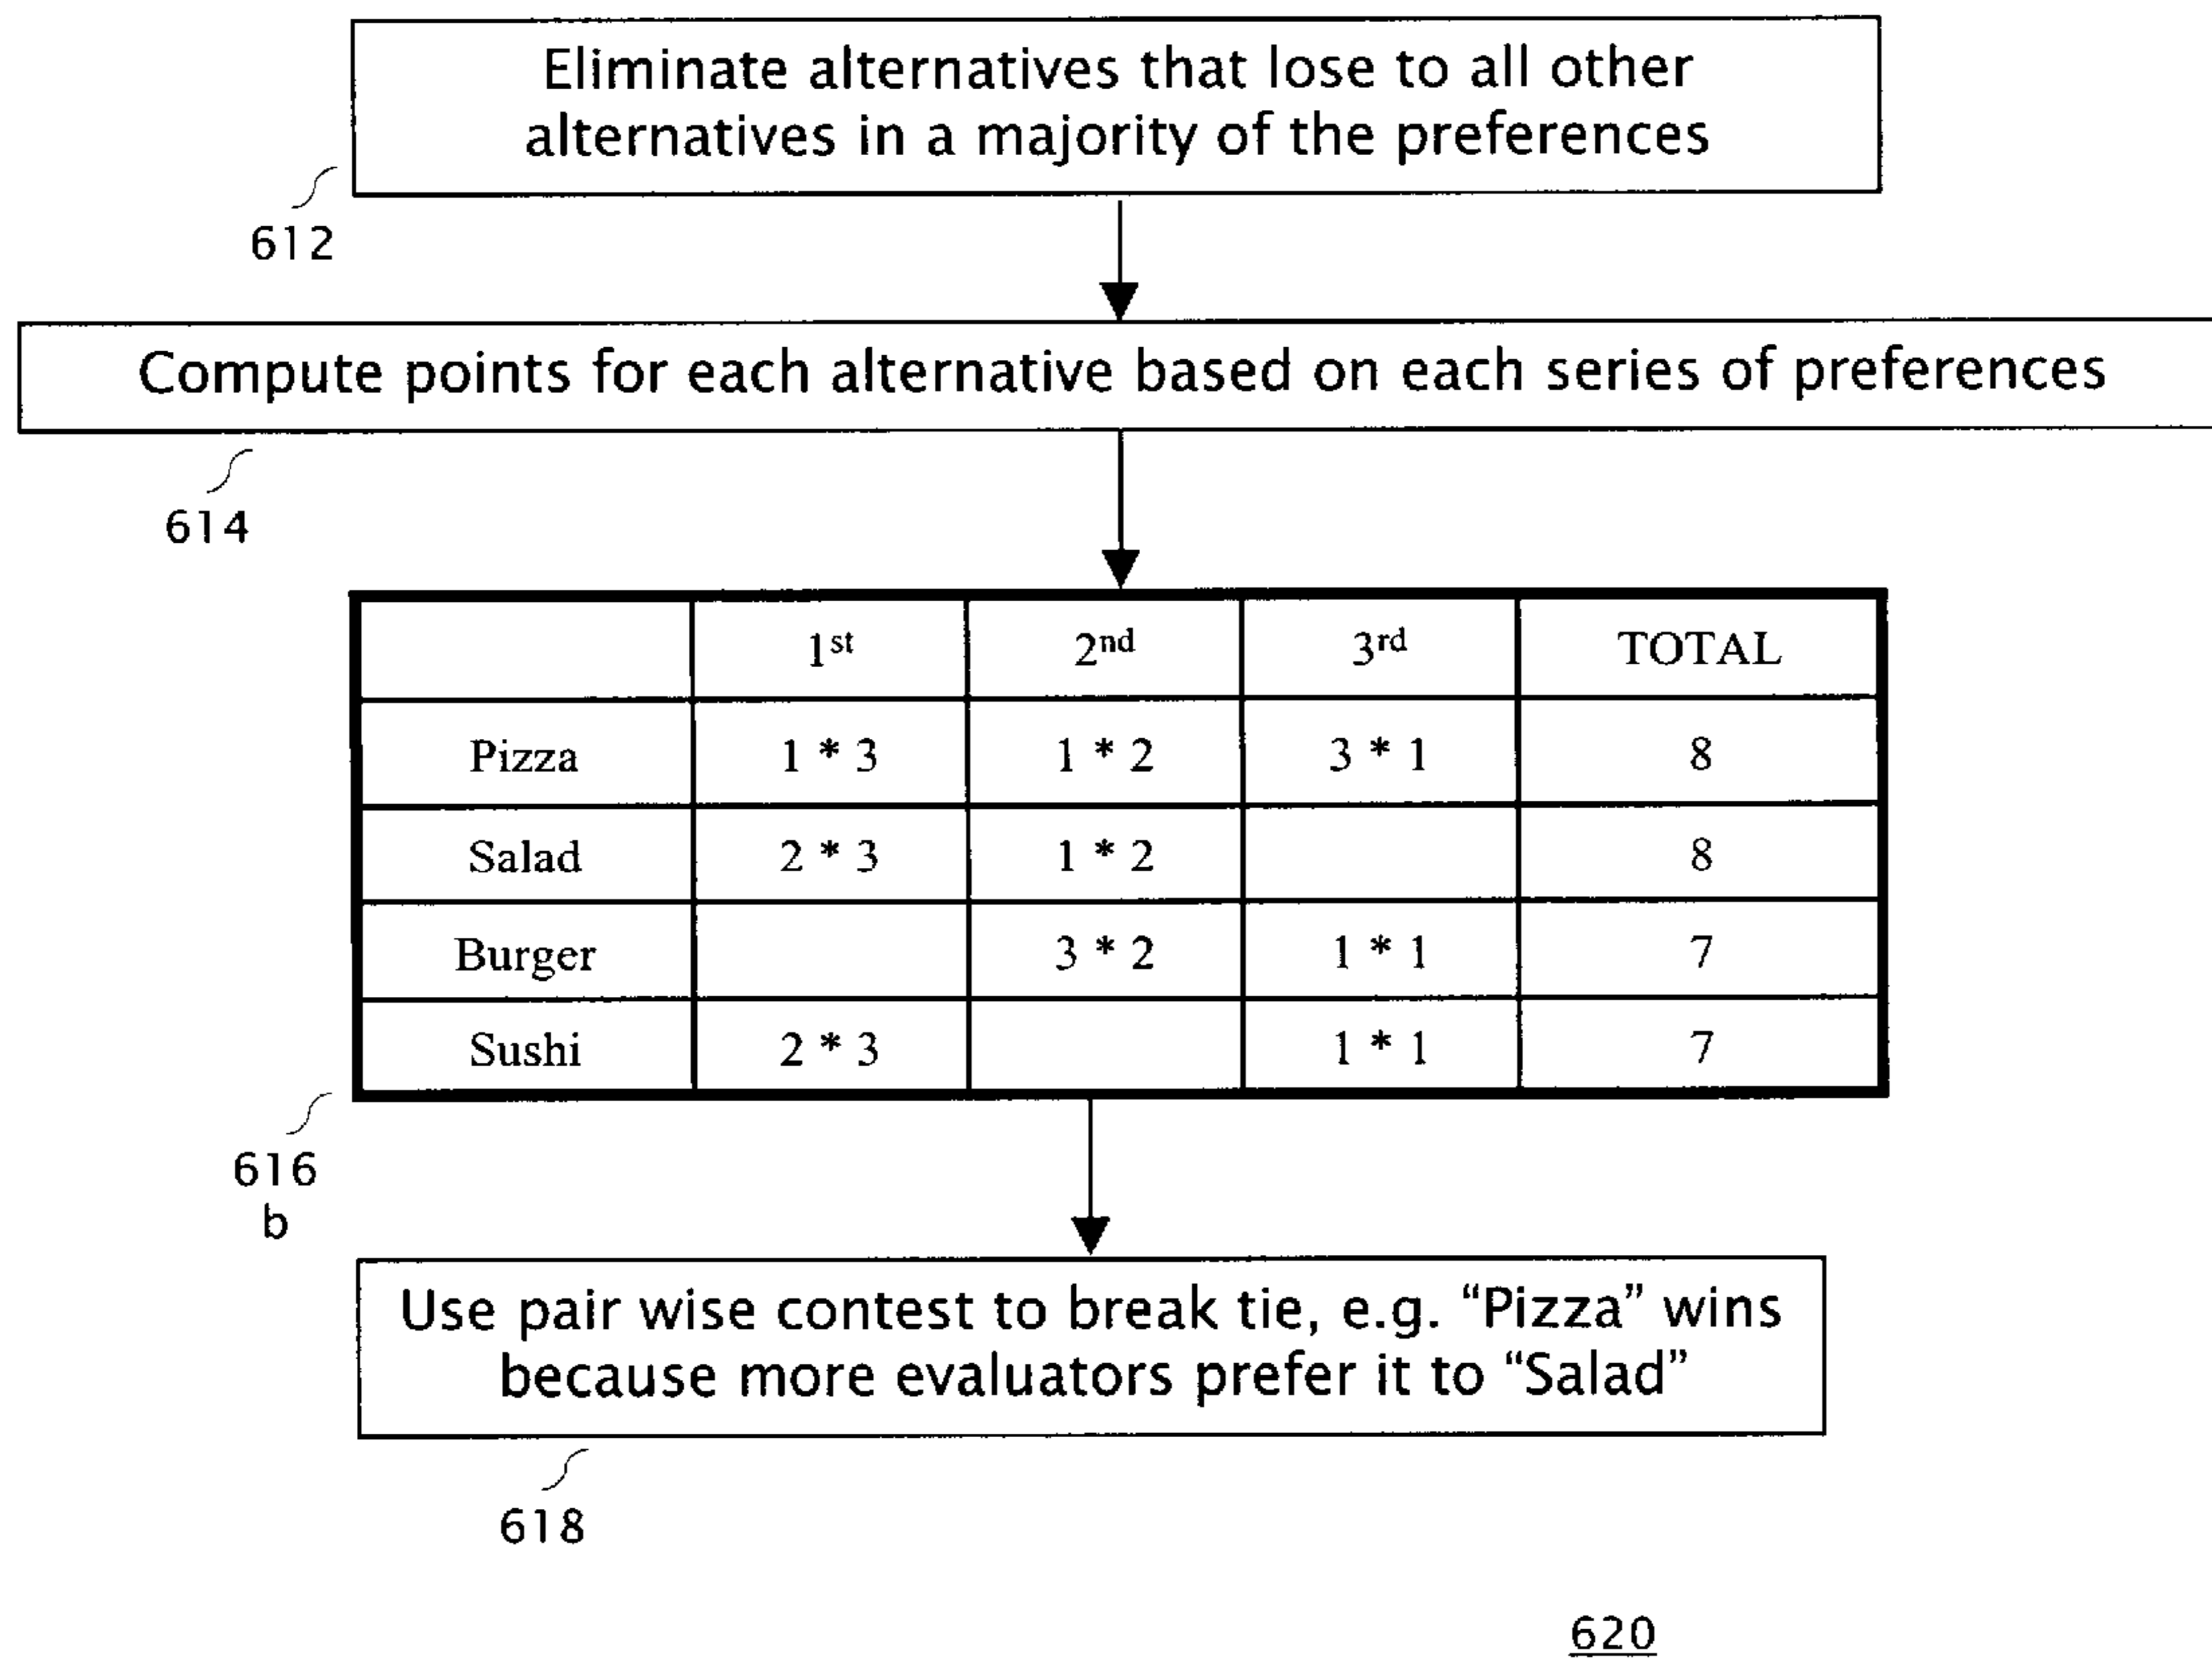 Eliminate alternatives that lose to all other
alternatives in a majority of the preferences
612
Compute points for each alternative based on each series of preferences
614
1st 2nd 3rd TOTAL
Pizza 1 * 3 1 * 2 3 * 1 8
Salad 2 * 3 1 * 2 8
Burger 3 * 2 1 * 1 7
Sushi 2 * 3 1 * 1 7
616
b
Use pair wise contest to break tie, e.g. “Pizza” wins
because more evaluators prefer it to “Salad”
618
620